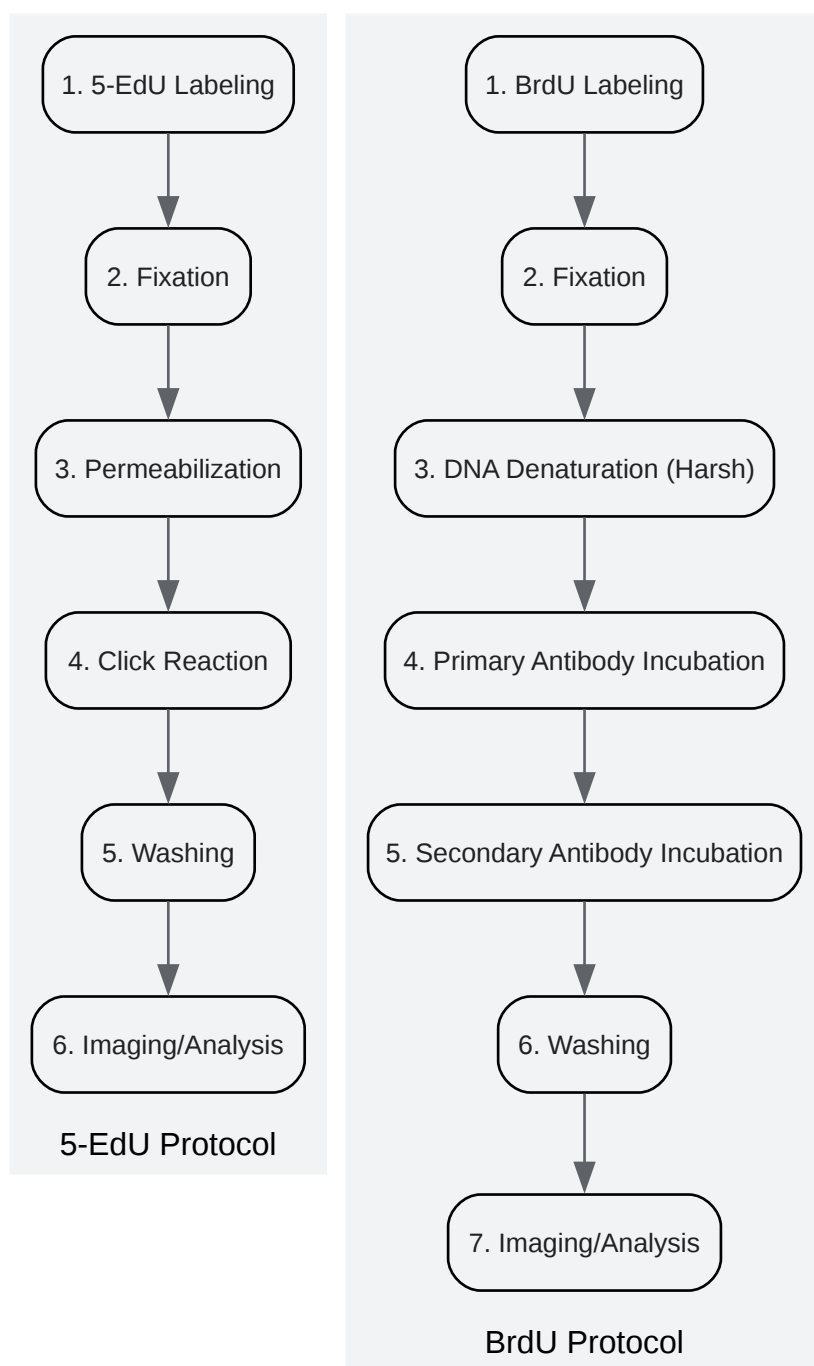 1. 5-EdU Labeling
2. Fixation
3. Permeabilization
4. Click Reaction
5. Washing
6. Imaging/Analysis
5-EdU Protocol
1. BrdU Labeling
2. Fixation
3. DNA Denaturation (Harsh)
4. Primary Antibody Incubation
5. Secondary Antibody Incubation
6. Washing
7. Imaging/Analysis
BrdU Protocol